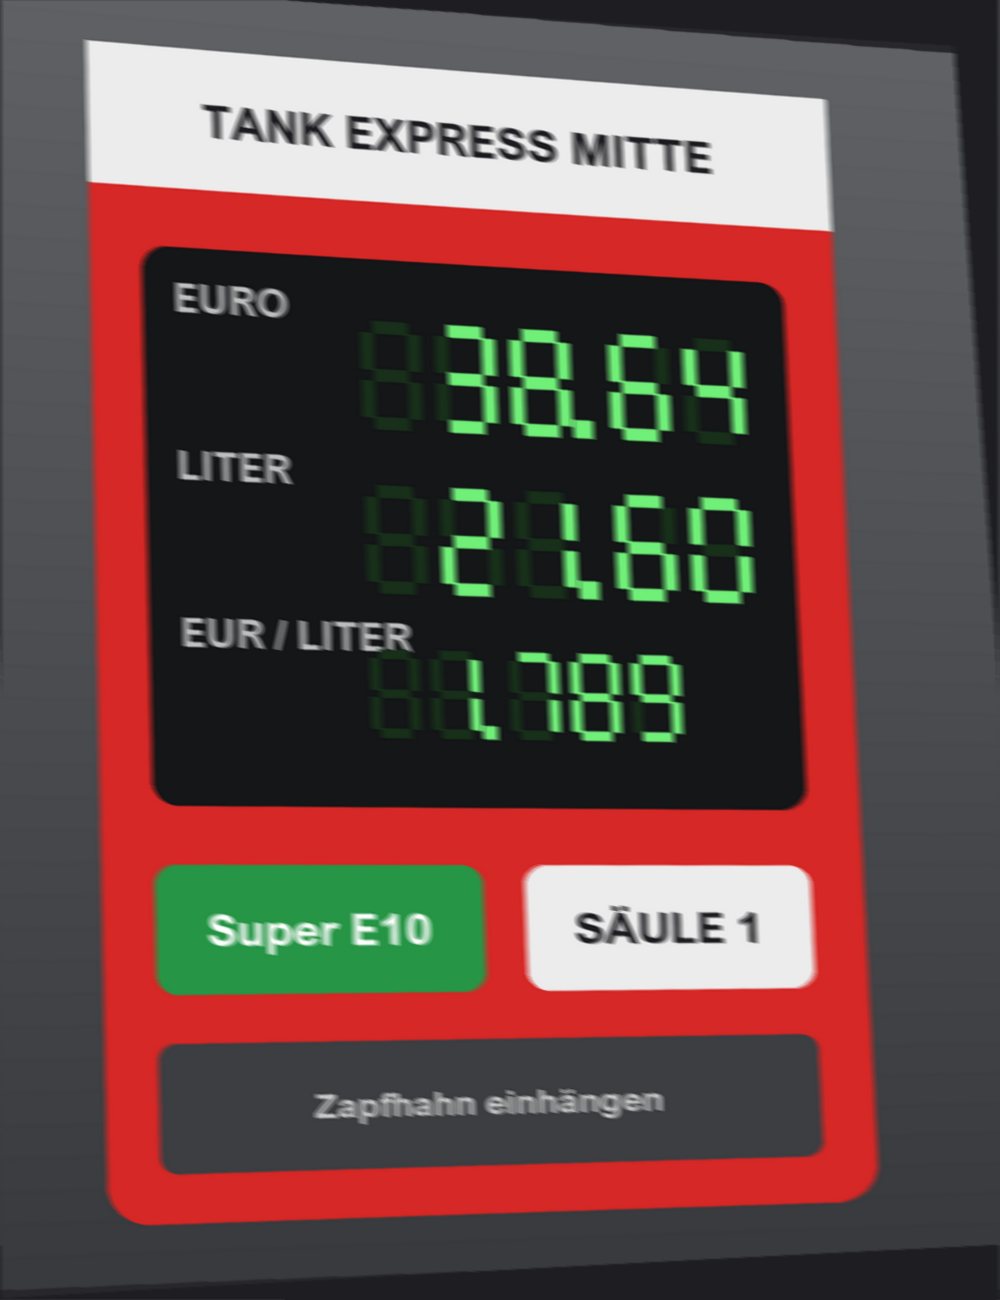 TANK EXPRESS MITTE
EURO
38.64
LITER
21.60
EUR / LITER
1.789
Super E10
SÄULE 1
Zapfhahn einhängen